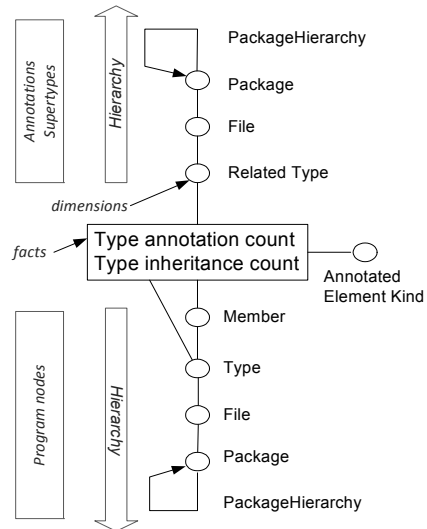 PackageHierarchy
Package
File
Related Type
Annotations
Supertypes
Hierarchy
dimensions
facts
Type annotation count
Type inheritance count
Annotated
Element Kind
Member
Type
File
Package
PackageHierarchy
Program nodes
Hierarchy